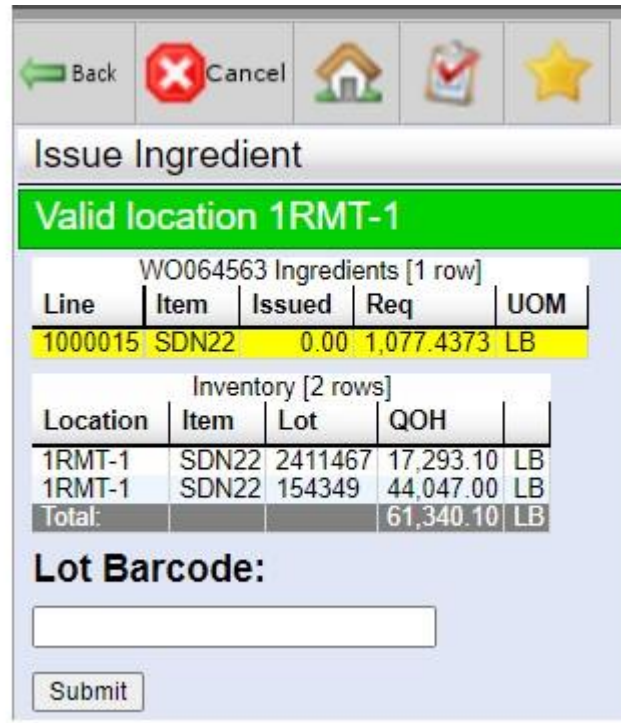 Back Cancel
Issue Ingredient
Valid location 1RMT-1
WO064563 Ingredients [1 row]
Line Item Issued Req UOM
1000015 SDN22 0.00 1,077.4373 LB
Inventory [2 rows]
Location Item Lot QOH
1RMT-1 SDN22 2411467 17,293.10 LB
1RMT-1 SDN22 154349 44,047.00 LB
Total: 61,340.10 LB
Lot Barcode:
Submit